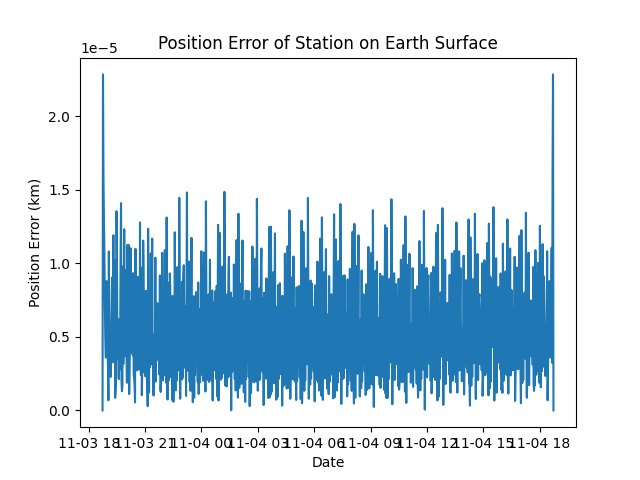 Position Error of Station on Earth Surface
1e−5
2.0
1.5
1.0
0.5
0.0
Position Error (km)
11-03 18 11-03 21 11-04 00 11-04 03 11-04 06 11-04 09 11-04 12 11-04 15 11-04 18
Date